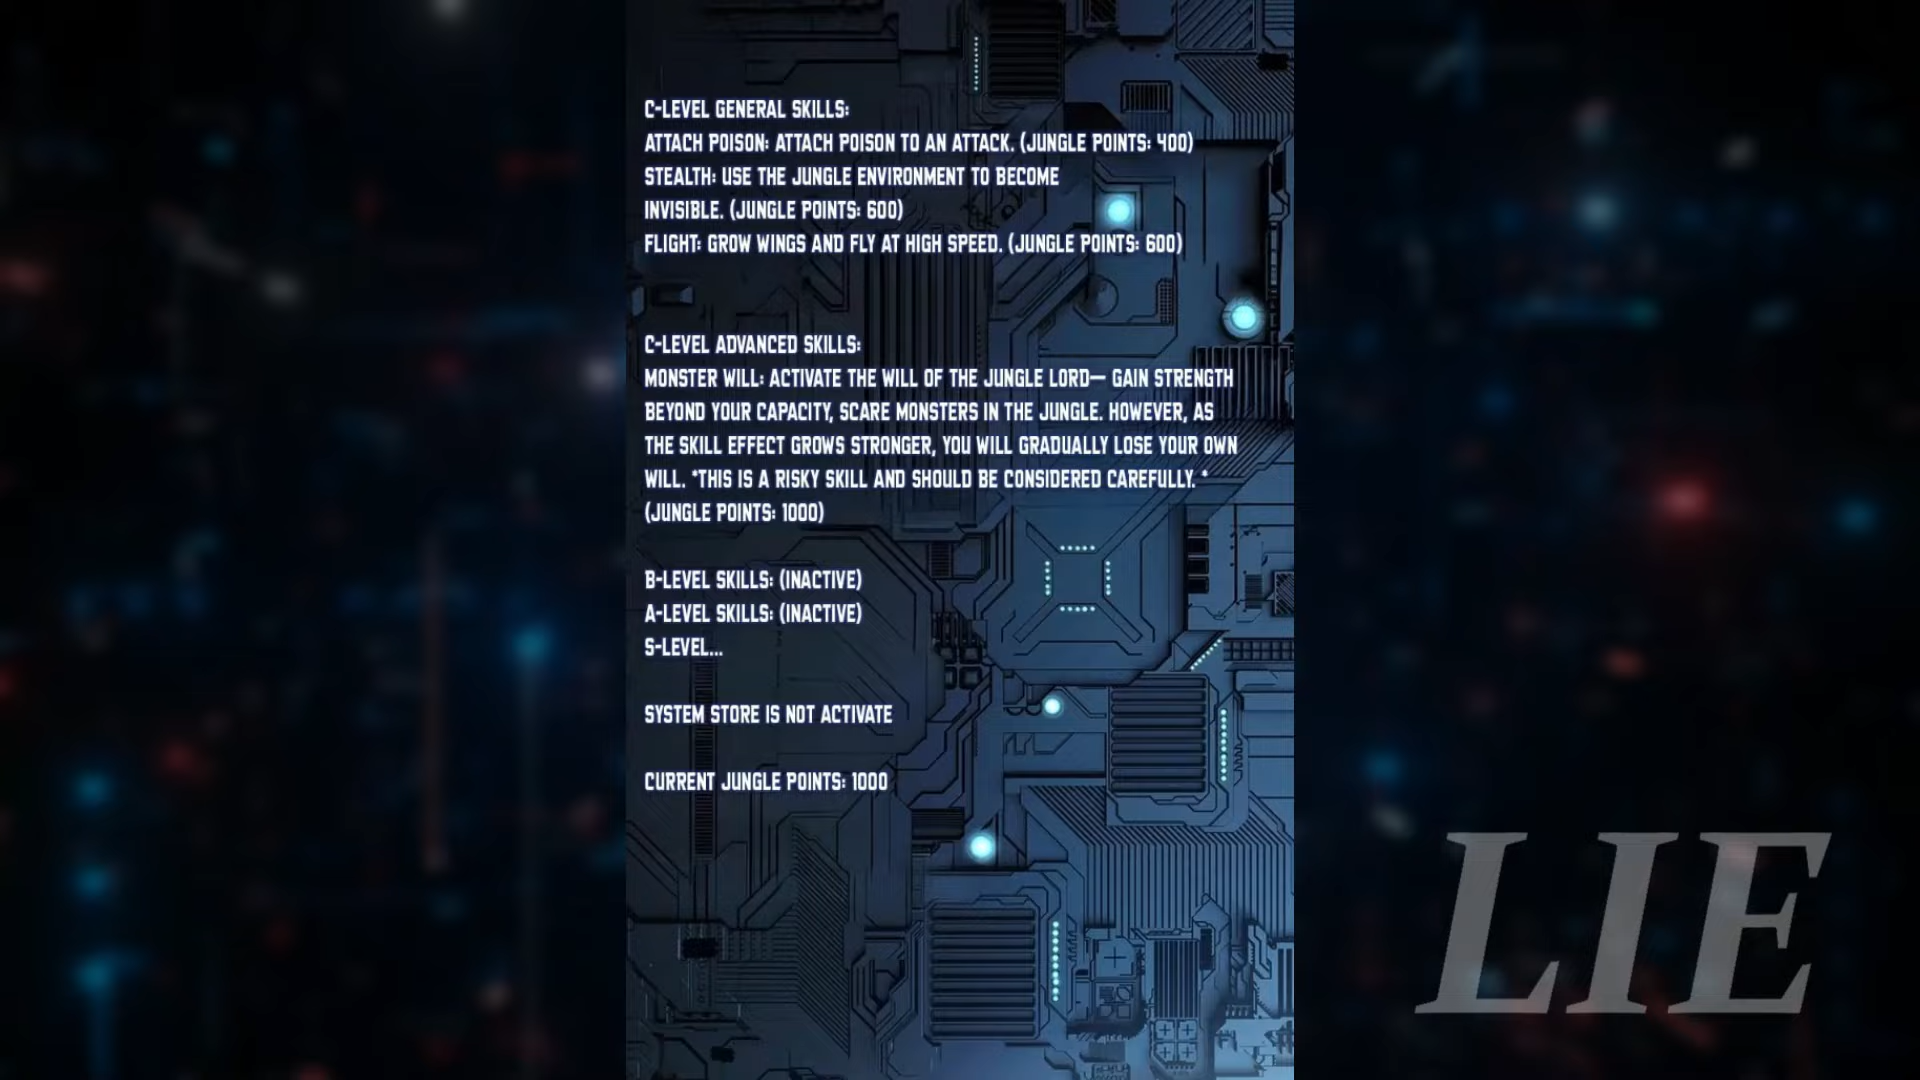 C-LEVEL GENERAL SKILLS:
ATTACH POISON: ATTACH POISON TO AN ATTACK. (JUNGLE POINTS: 400)
STEALTH: USE THE JUNGLE ENVIRONMENT TO BECOME
INVISIBLE. (JUNGLE POINTS: 600)
FLIGHT: GROW WINGS AND FLY AT HIGH SPEED. (JUNGLE POINTS: 600)
C-LEVEL ADVANCED SKILLS:
MONSTER WILL: ACTIVATE THE WILL OF THE JUNGLE LORD— GAIN STRENGTH
BEYOND YOUR CAPACITY, SCARE MONSTERS IN THE JUNGLE. HOWEVER, AS
THE SKILL EFFECT GROWS STRONGER, YOU WILL GRADUALLY LOSE YOUR OWN
WILL. *THIS IS A RISKY SKILL AND SHOULD BE CONSIDERED CAREFULLY. *
(JUNGLE POINTS: 1000)
B-LEVEL SKILLS: (INACTIVE)
A-LEVEL SKILLS: (INACTIVE)
S-LEVEL...
SYSTEM STORE IS NOT ACTIVATE
CURRENT JUNGLE POINTS: 1000
LIE